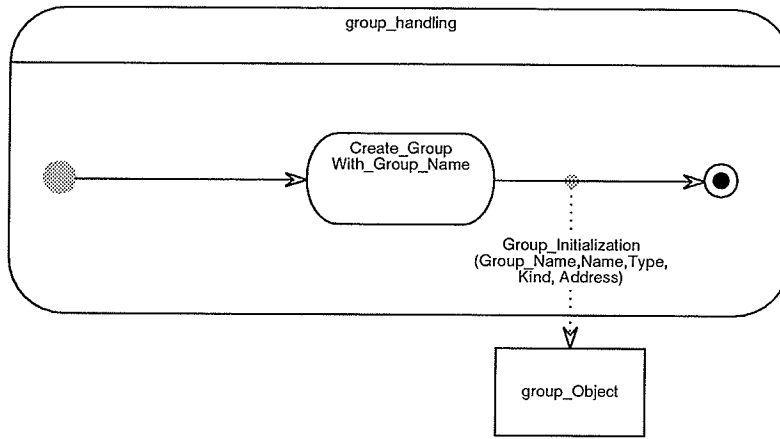 group_handling
Create_Group
With_Group_Name
Group_Initialization
(Group_Name,Name,Type,
Kind, Address)
group_Object